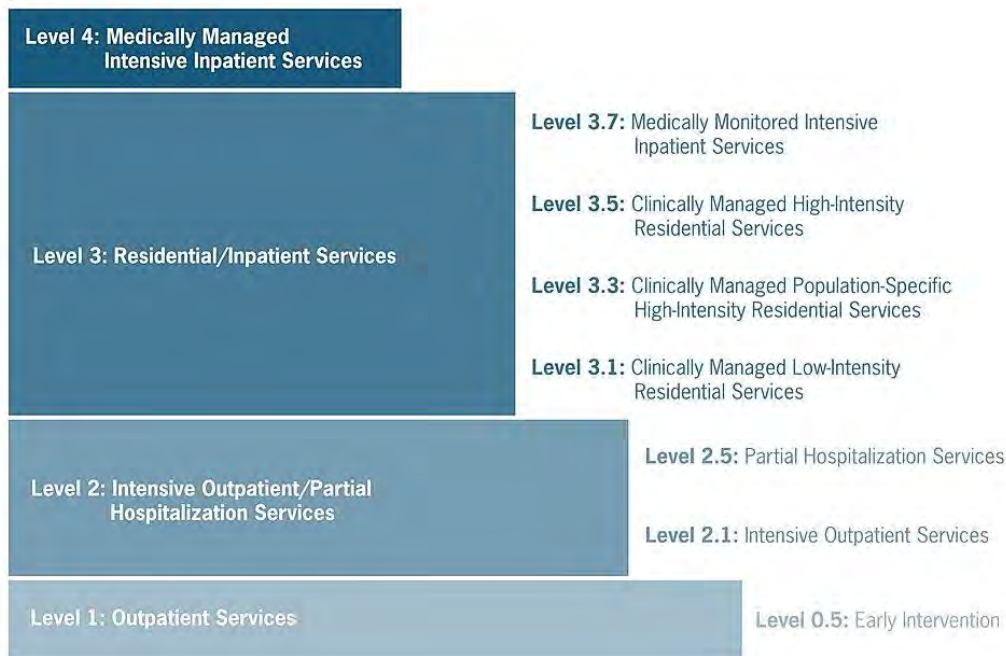 Level 4: Medically Managed
Intensive Inpatient Services
Level 3.7: Medically Monitored Intensive
Inpatient Services
Level 3.5: Clinically Managed High-Intensity
Residential Services
Level 3: Residential/Inpatient Services
Level 3.3: Clinically Managed Population-Specific
High-Intensity Residential Services
Level 3.1: Clinically Managed Low-Intensity
Residential Services
Level 2.5: Partial Hospitalization Services
Level 2: Intensive Outpatient/Partial
Hospitalization Services
Level 2.1: Intensive Outpatient Services
Level 1: Outpatient Services
Level 0.5: Early Intervention